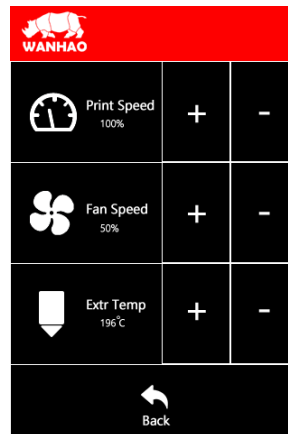 WANHAO
Print Speed
100%
+ -
Fan Speed
50%
+ -
Extr Temp
196°C
+ -
Back